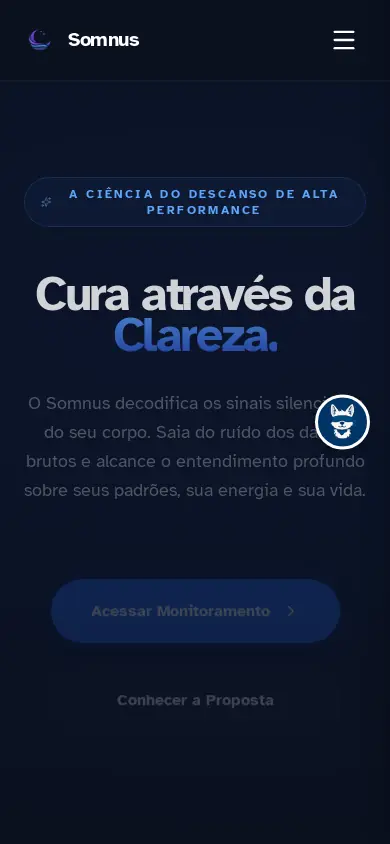 Somnus
A CIÊNCIA DO DESCANSO DE ALTA
PERFORMANCE
Cura através da
Clareza.
O Somnus decodifica os sinais
do seu corpo. Saia do ruído dos
brutos e alcance o entendimento profundo
sobre seus padrões, sua energia e sua vida.
Acessar Monitoramento
Conhecer a Proposta